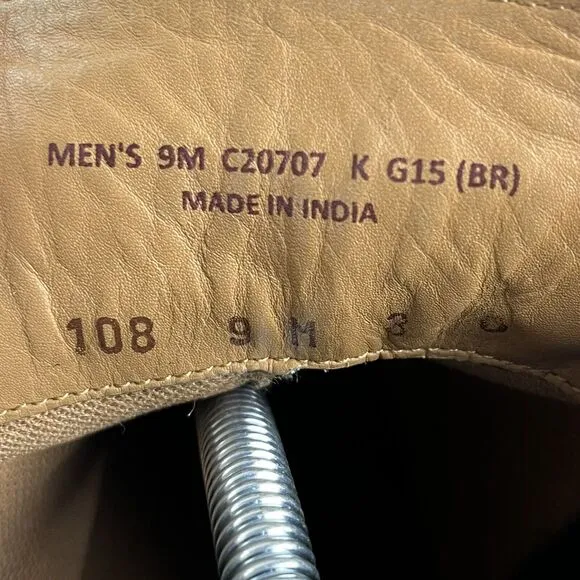 MEN'S 9M C20707 K G15 (BR)
MADE IN INDIA
108 9 M 3